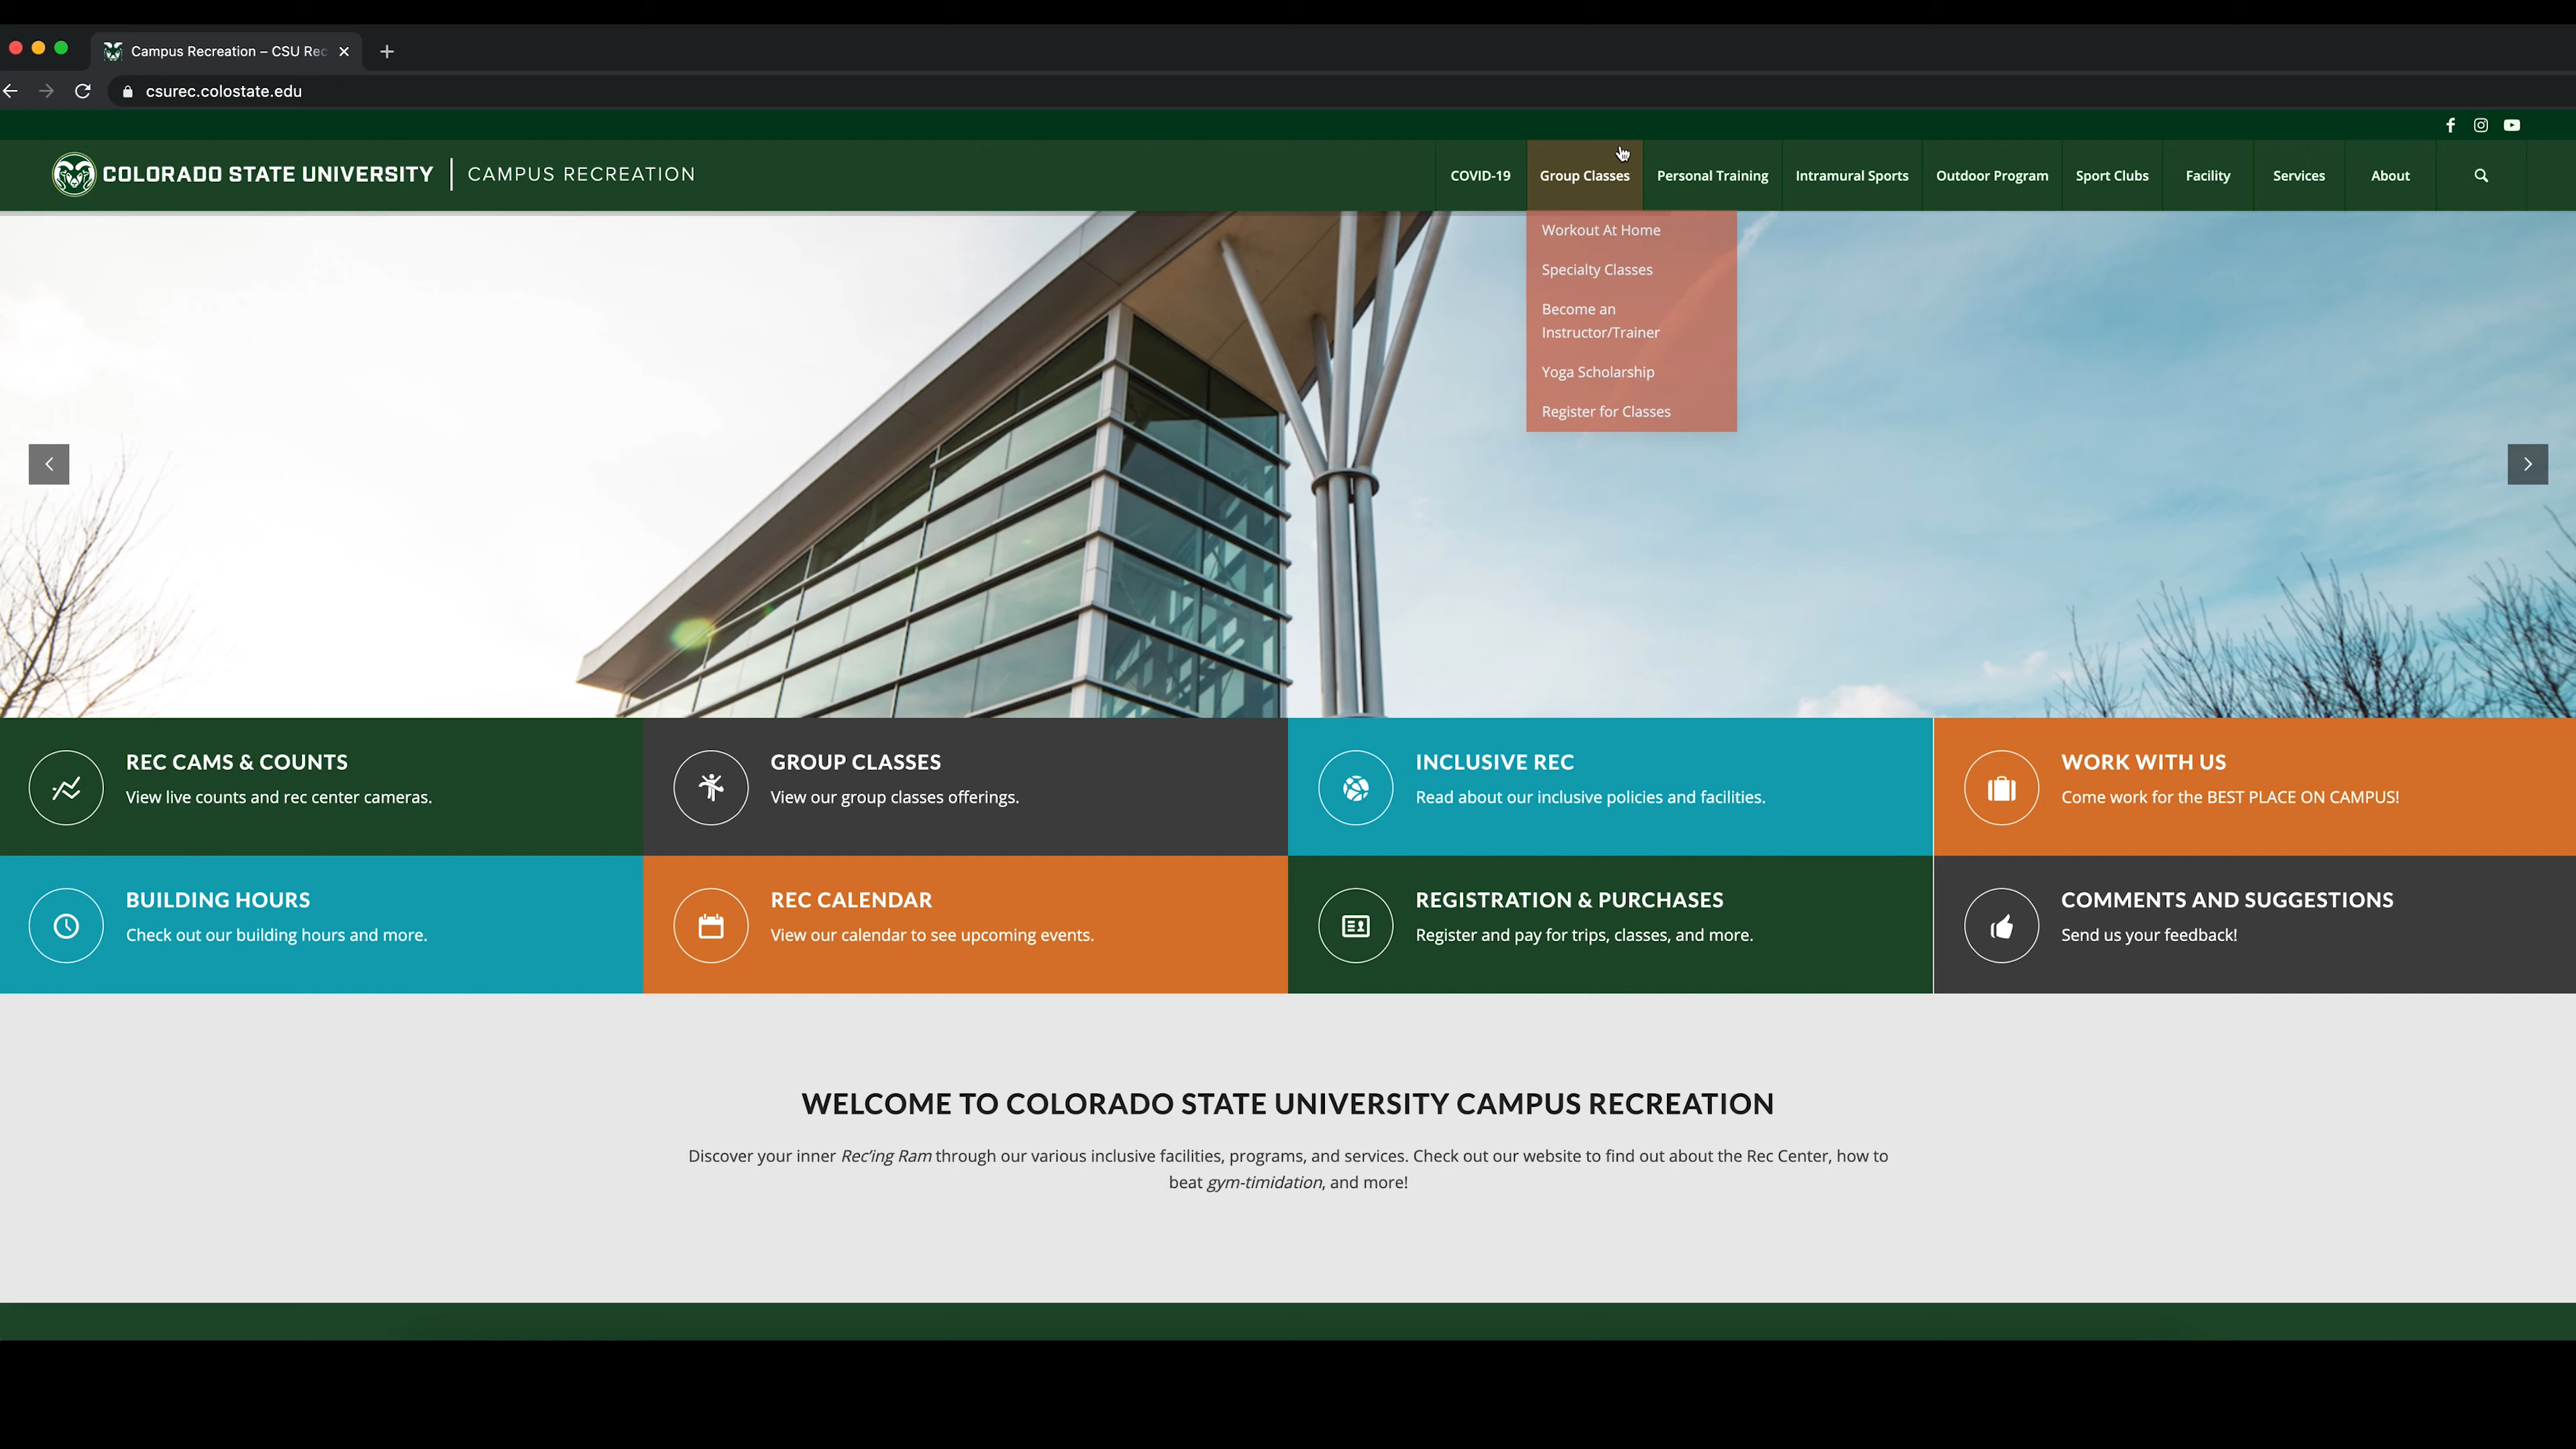 Campus Recreation – CSU Rec
csurec.colostate.edu
COLORADO STATE UNIVERSITY | CAMPUS RECREATION
COVID-19 Group Classes Personal Training Intramural Sports Outdoor Program Sport Clubs Facility Services About
Workout At Home
Specialty Classes
Become an
Instructor/Trainer
Yoga Scholarship
Register for Classes
REC CAMS & COUNTS
View live counts and rec center cameras.
GROUP CLASSES
View our group classes offerings.
INCLUSIVE REC
Read about our inclusive policies and facilities.
WORK WITH US
Come work for the BEST PLACE ON CAMPUS!
BUILDING HOURS
Check out our building hours and more.
REC CALENDAR
View our calendar to see upcoming events.
REGISTRATION & PURCHASES
Register and pay for trips, classes, and more.
COMMENTS AND SUGGESTIONS
Send us your feedback!
WELCOME TO COLORADO STATE UNIVERSITY CAMPUS RECREATION
Discover your inner Rec'ing Ram through our various inclusive facilities, programs, and services. Check out our website to find out about the Rec Center, how to
beat gym-timidation, and more!